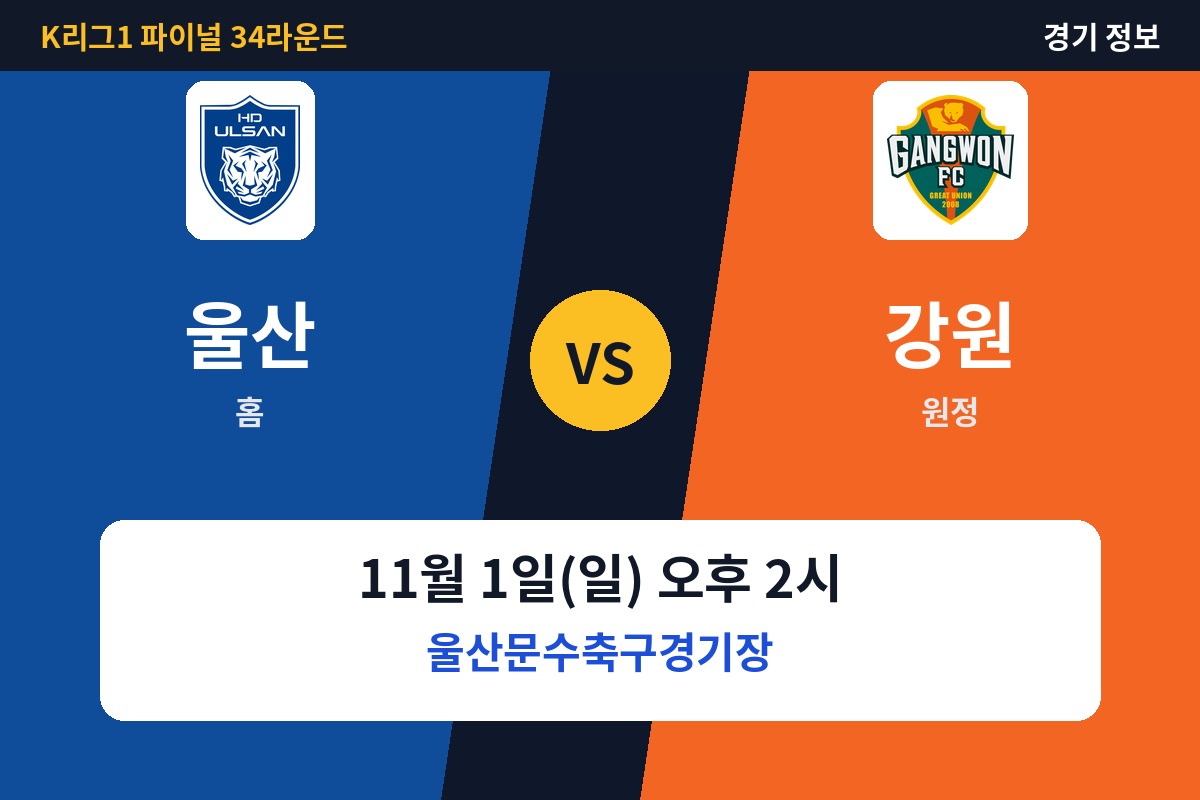 K리그1 파이널 34라운드
경기 정보
HD
ULSAN
GANGWON
FC
GREAT UNION
2008
울산
홈
VS
강원
원정
11월 1일(일) 오후 2시
울산문수축구경기장